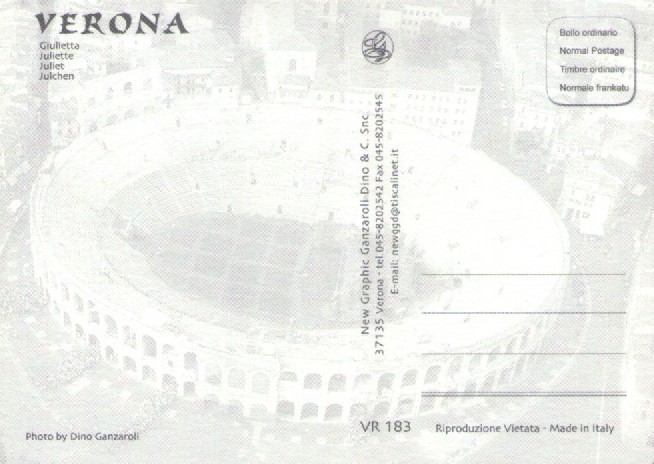 VERONA
Giulietta
Juliette
Juliet
Julchen
Bollo ordinario
Normal Postage
Timbre ordinaire
Normale frankatu
New Graphic Ganzaroli Dino & C. Snc.
37135 Verona - tel.045-8202542 Fax 045-8202545
E-mail: newggd@tiscalinet.it
VR 183
Riproduzione Vietata - Made in Italy
Photo by Dino Ganzaroli